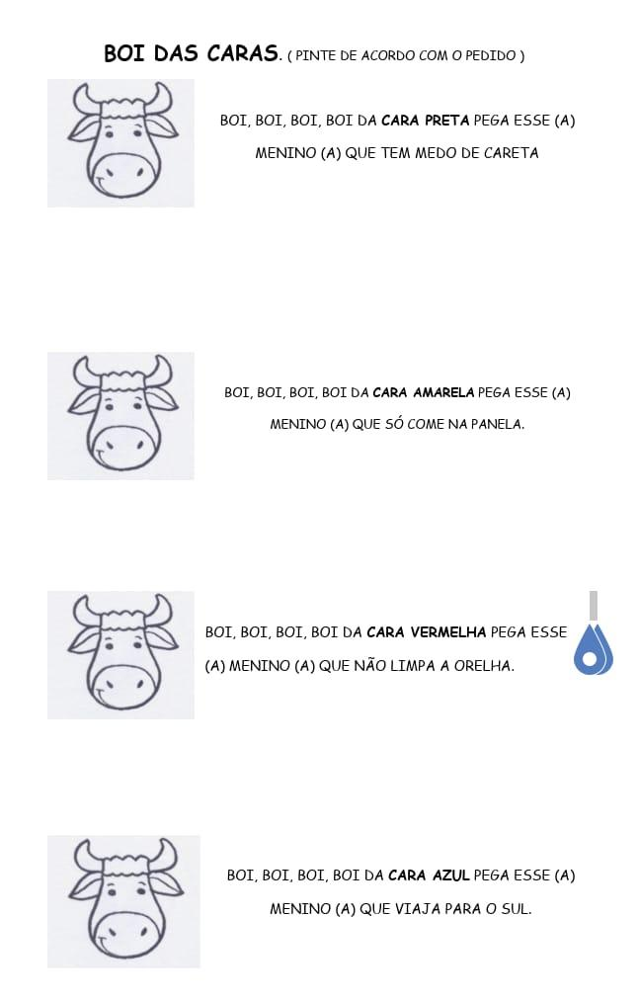 BOI DAS CARAS. ( PINTE DE ACORDO COM O PEDIDO )
BOI, BOI, BOI, BOI DA CARA PRETA PEGA ESSE (A)
MENINO (A) QUE TEM MEDO DE CARETA
BOI, BOI, BOI, BOI DA CARA AMARELA PEGA ESSE (A)
MENINO (A) QUE SÓ COME NA PANELA.
BOI, BOI, BOI, BOI DA CARA VERMELHA PEGA ESSE
(A) MENINO (A) QUE NÃO LIMPA A ORELHA.
BOI, BOI, BOI, BOI DA CARA AZUL PEGA ESSE (A)
MENINO (A) QUE VIAJA PARA O SUL.